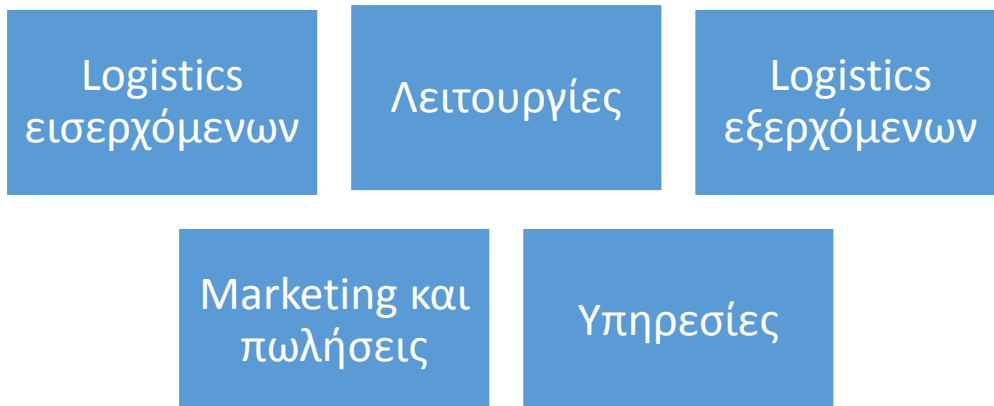 Logistics
εισερχόμενων
Λειτουργίες
Logistics
εξερχόμενων
Marketing και
πωλήσεις
Υπηρεσίες